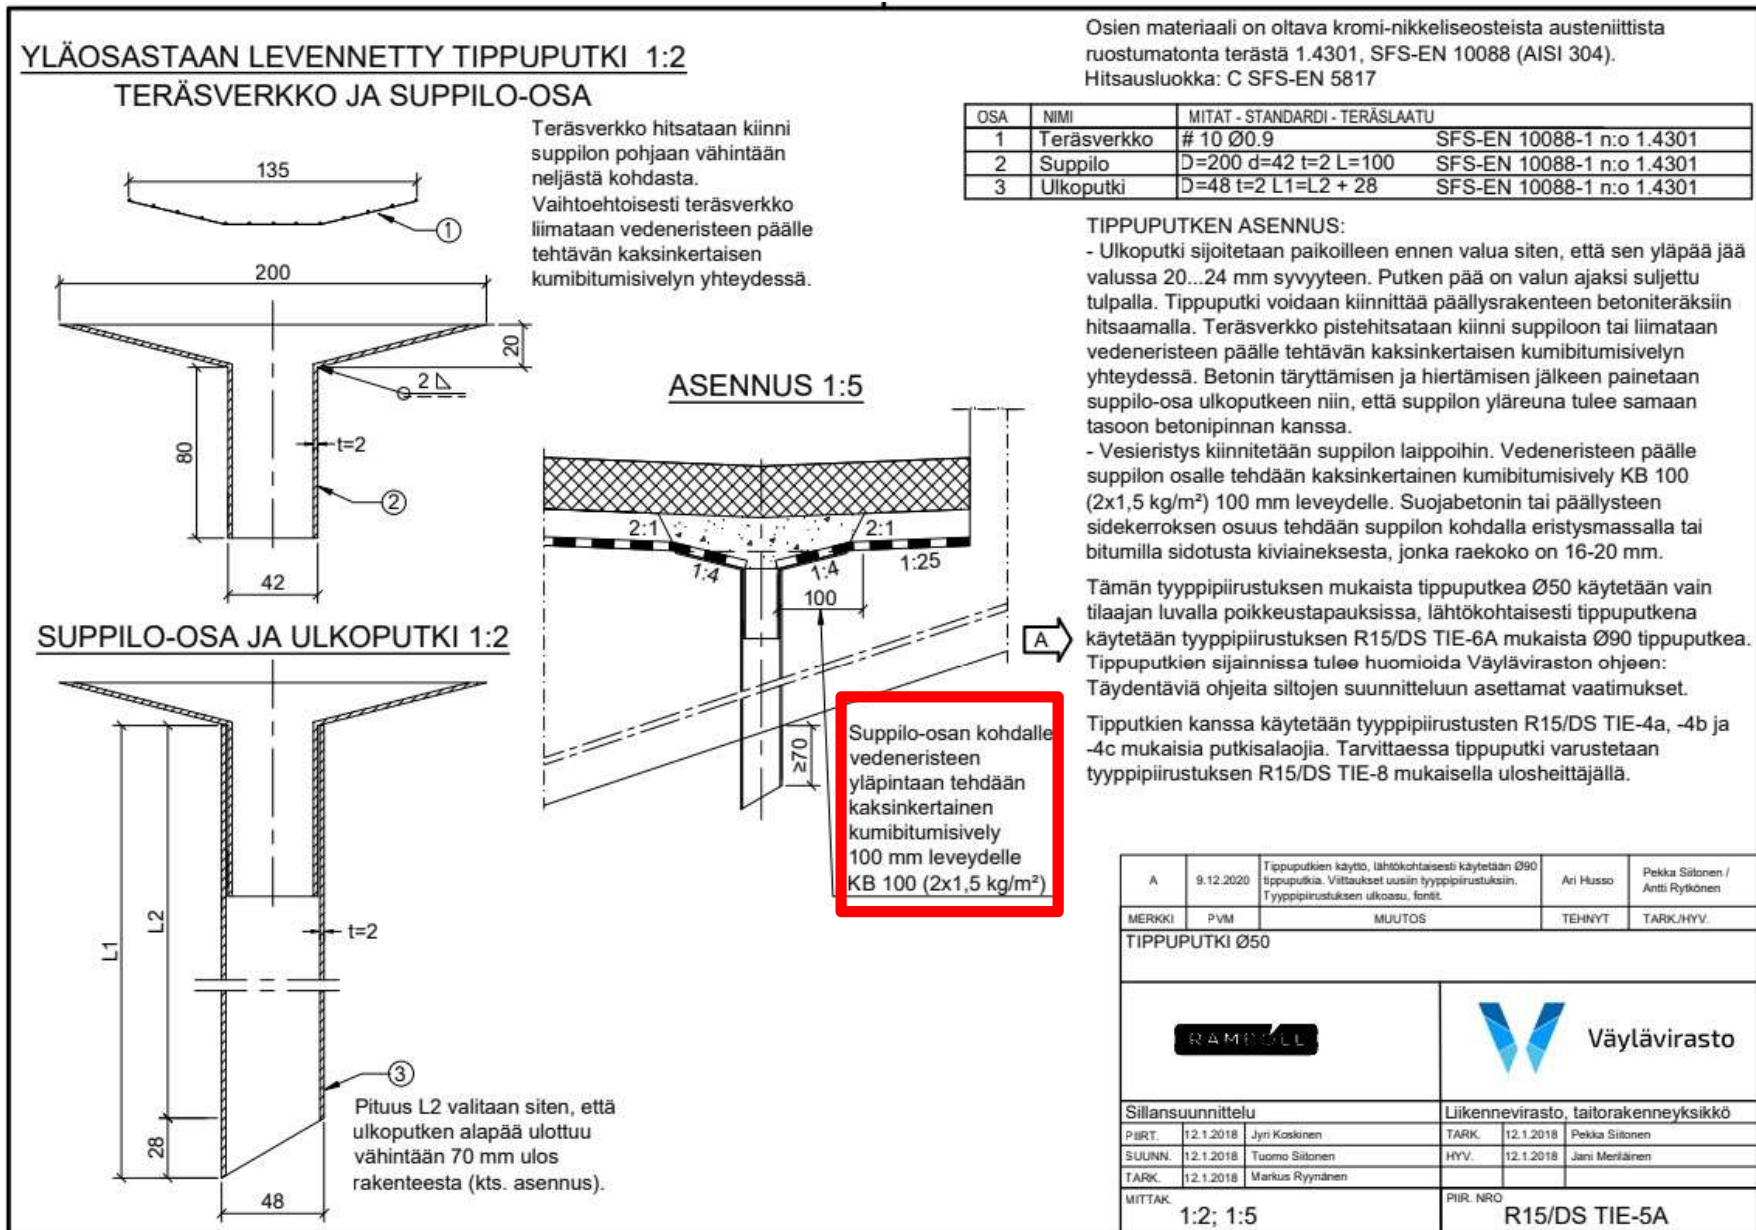 YLÄOSASTAAN LEVENNETTY TIPPUPUTKI 1:2
TERÄSVERKKO JA SUPPILO-OSA
Teräsverkko hitsataan kiinni
suppilon pohjaan vähintään
neljästä kohdasta.
Vaihtoehtoisesti teräsverkko
liimataan vedeneristeen päälle
tehtävän kaksinkertaisen
kumibitumisivelyn yhteydessä.
135
1
200
20
2
80
t=2
2
42
SUPPILO-OSA JA ULKOPUTKI 1:2
L1
L2
t=2
28
3
48
Pituus L2 valitaan siten, että
ulkoputken alapää ulottuu
vähintään 70 mm ulos
rakenteesta (kts. asennus).
ASENNUS 1:5
2:1
2:1
1:4
1:4
1:25
100
≥70
A
Suppilo-osan kohdalle
vedeneristeen
yläpintaan tehdään
kaksinkertainen
kumibitumisively
100 mm leveydelle
KB 100 (2x1,5 kg/m²)
Osien materiaali on oltava kromi-nikkeliseosteista austeniittista
ruostumatonta terästä 1.4301, SFS-EN 10088 (AISI 304).
Hitsausluokka: C SFS-EN 5817
OSA NIMI MITAT - STANDARDI - TERÄSLAATU
1 Teräsverkko # 10 Ø0.9 SFS-EN 10088-1 n:o 1.4301
2 Suppilo D=200 d=42 t=2 L=100 SFS-EN 10088-1 n:o 1.4301
3 Ulkoputki D=48 t=2 L1=L2 + 28 SFS-EN 10088-1 n:o 1.4301
TIPPUPUTKEN ASENNUS:
- Ulkoputki sijoitetaan paikoilleen ennen valua siten, että sen yläpää jää
valussa 20...24 mm syvyyteen. Putken pää on valun ajaksi suljettu
tulpalla. Tippuputki voidaan kiinnittää päällysrakenteen betoniteräksiin
hitsaamalla. Teräsverkko pistehitsataan kiinni suppiloon tai liimataan
vedeneristeen päälle tehtävän kaksinkertaisen kumibitumisivelyn
yhteydessä. Betonin täryttämisen ja hiertämisen jälkeen painetaan
suppilo-osa ulkoputkeen niin, että suppilon yläreuna tulee samaan
tasoon betonipinnan kanssa.
- Vesieristys kiinnitetään suppilon laippoihin. Vedeneristeen päälle
suppilon osalle tehdään kaksinkertainen kumibitumisively KB 100
(2x1,5 kg/m²) 100 mm leveydelle. Suojabetonin tai päällysteen
sidekerroksen osuus tehdään suppilon kohdalla eristysmassalla tai
bitumilla sidotusta kiviaineksesta, jonka raekoko on 16-20 mm.
Tämän tyyppipiirustuksen mukaista tippuputkea Ø50 käytetään vain
tilaajan luvalla poikkeustapauksissa, lähtökohtaisesti tippuputkena
käytetään tyyppipiirustuksen R15/DS TIE-6A mukaista Ø90 tippuputkea.
Tippuputkien sijainnissa tulee huomioida Väyläviraston ohjeen:
Täydentäviä ohjeita siltojen suunnitteluun asettamat vaatimukset.
Tipputkien kanssa käytetään tyyppipiirustusten R15/DS TIE-4a, -4b ja
-4c mukaisia putkisalaojia. Tarvittaessa tippuputki varustetaan
tyyppipiirustuksen R15/DS TIE-8 mukaisella ulosheittäjällä.
A 9.12.2020 Tippuputkien käyttö, lähtökohtaisesti käytetään Ø90
tippuputkia. Viittaukset uusiin tyyppipiirustuksiin.
Tyyppipiirustuksen ulkoasu, fontit.
Ari Husso
Pekka Siitonen /
Antti Rytkönen
MERKKI PVM MUUTOS TEHNYT TARK/HYV.
TIPPUPUTKI Ø50
RAMBOLL
Väylävirasto
Sillansuunnittelu
Liikennevirasto, taitorakenneyksikkö
PIIRT. 12.1.2018 Jyri Koskinen TARK. 12.1.2018 Pekka Siitonen
SUUNN. 12.1.2018 Tuomo Siitonen HYV. 12.1.2018 Jani Meriläinen
TARK. 12.1.2018 Markus Ryynänen
MITTAK.
1:2; 1:5
PIIR. NRO
R15/DS TIE-5A